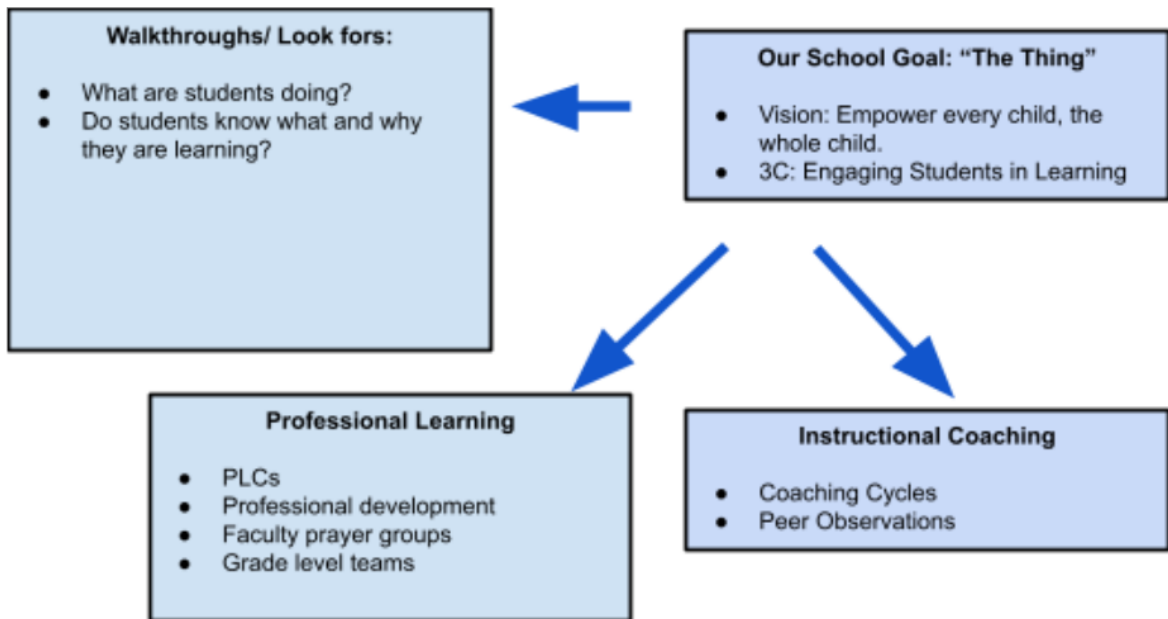 Walkthroughs/ Look fors:
● What are students doing?
● Do students know what and why
they are learning?
Our School Goal: “The Thing”
● Vision: Empower every child, the
whole child.
● 3C: Engaging Students in Learning
Professional Learning
● PLCs
● Professional development
● Faculty prayer groups
● Grade level teams
Instructional Coaching
● Coaching Cycles
● Peer Observations